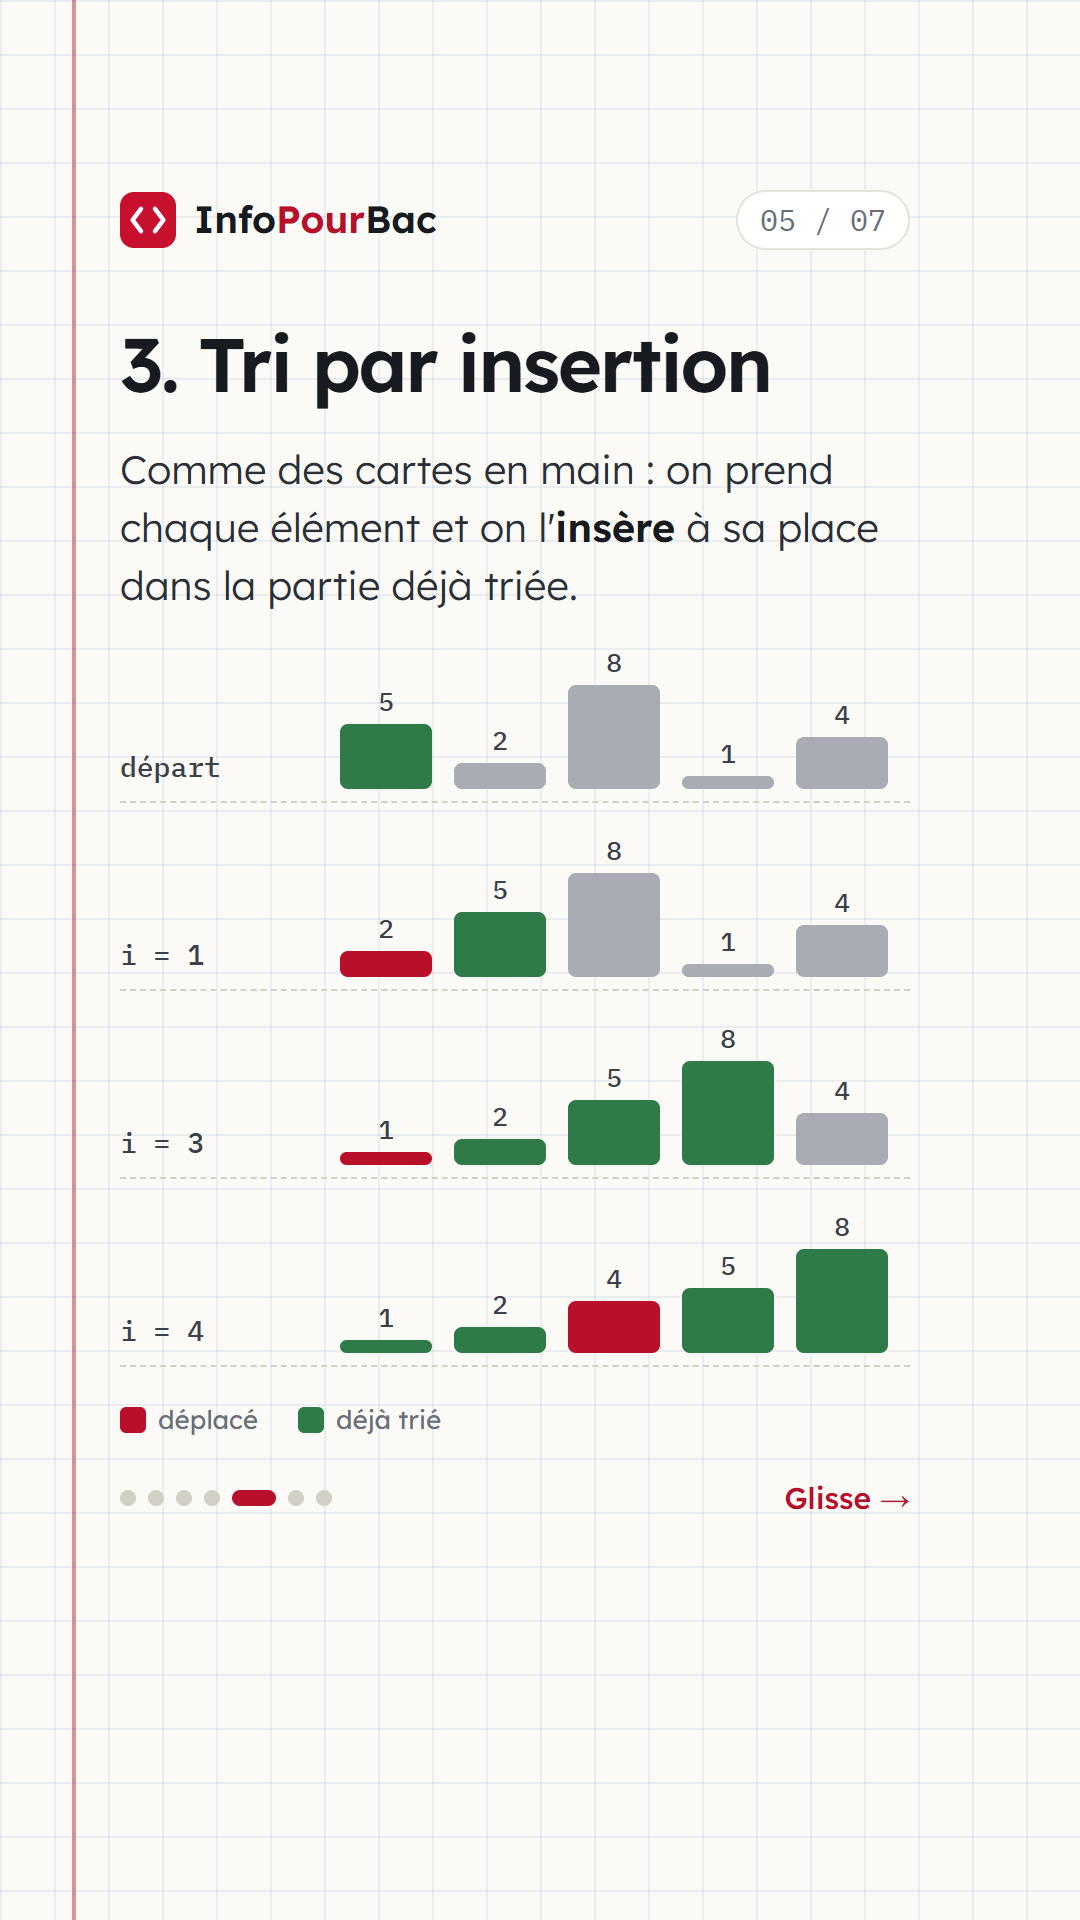 InfoPourBac
05 / 07
3. Tri par insertion
Comme des cartes en main : on prend
chaque élément et on l'insère à sa place
dans la partie déjà triée.
départ 5 2 8 1 4
i = 1 2 5 8 1 4
i = 3 1 2 5 8 4
i = 4 1 2 4 5 8
déplacé déjà trié
Glisse →